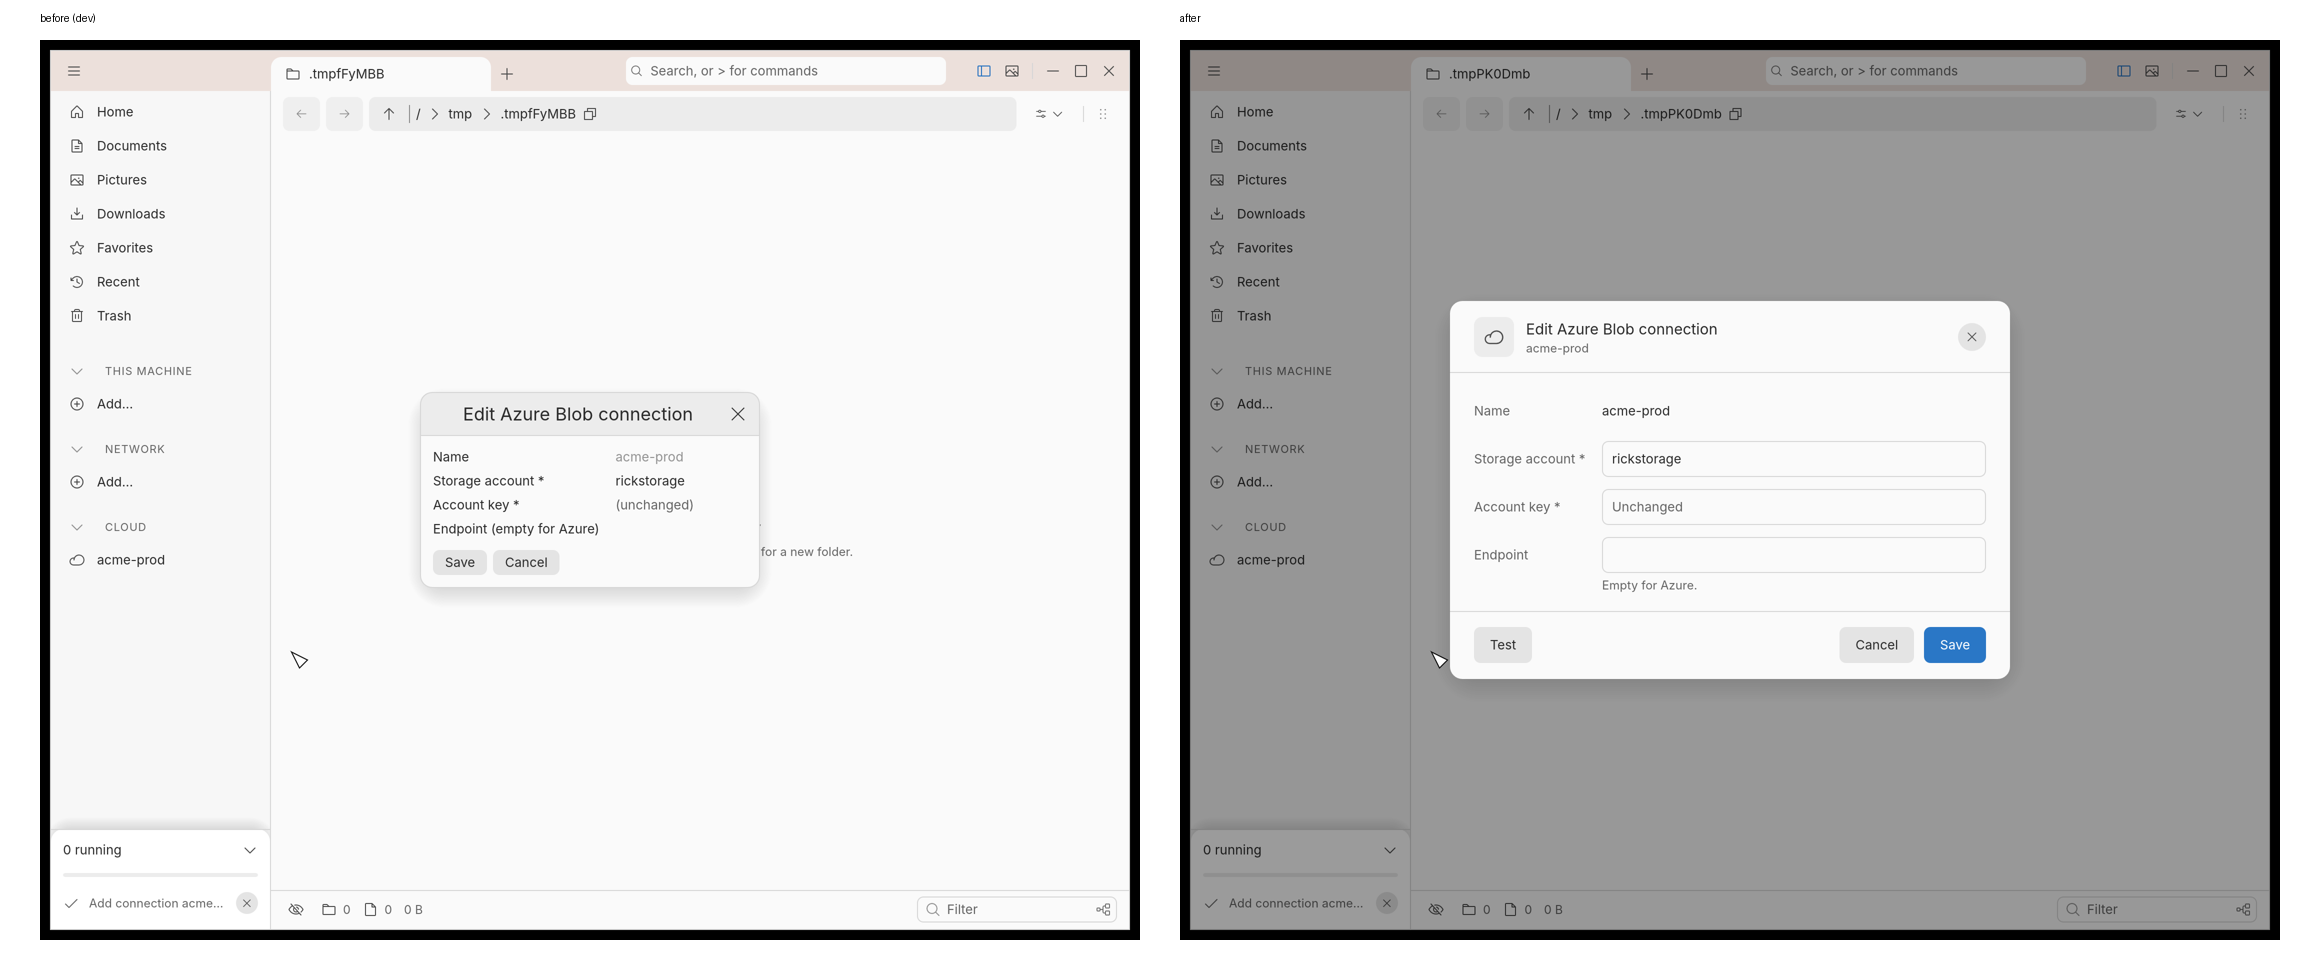 before (dev)
.tmpfFyMBB
Search, or > for commands
/ tmp .tmpfFyMBB
Home
Documents
Pictures
Downloads
Favorites
Recent
Trash
THIS MACHINE
Add...
NETWORK
Add...
CLOUD
acme-prod
Edit Azure Blob connection
Name acme-prod
Storage account * rickstorage
Account key * (unchanged)
Endpoint (empty for Azure)
for a new folder.
Save Cancel
0 running
Add connection acme...
0 0 0 B
Filter
after
.tmpPK0Dmb
Search, or > for commands
/ tmp .tmpPK0Dmb
Home
Documents
Pictures
Downloads
Favorites
Recent
Trash
THIS MACHINE
Add...
NETWORK
Add...
CLOUD
acme-prod
Edit Azure Blob connection
acme-prod
Name acme-prod
Storage account * rickstorage
Account key * Unchanged
Endpoint
Empty for Azure.
Test Cancel Save
0 running
Add connection acme...
0 0 0 B
Filter